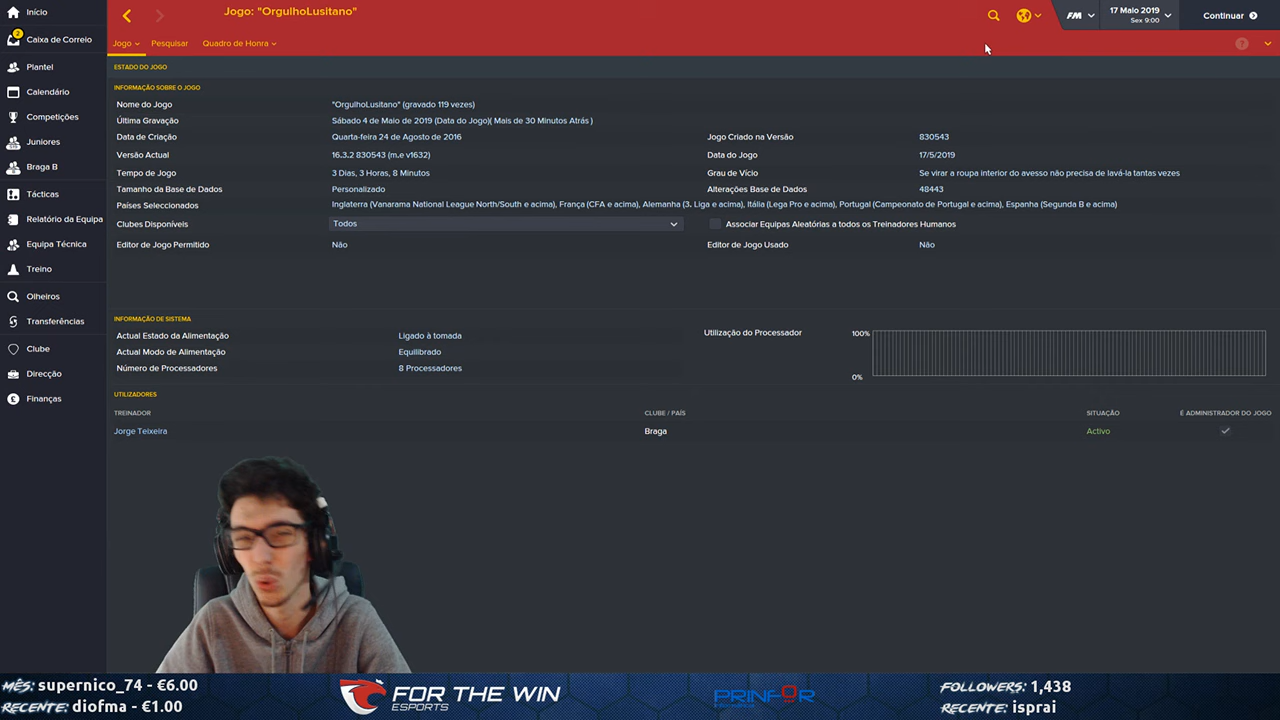 Início
Caixa de Correio
2
Plantel
Calendário
Competições
Juniores
Braga B
Tácticas
Relatório da Equipa
Equipa Técnica
Treino
Olheiros
Transferências
Clube
Direcção
Finanças
Jogo: "OrgulhoLusitano"
FM
17 Maio 2019
Sex 9:00
Continuar
Jogo
Pesquisar
Quadro de Honra
?
ESTADO DO JOGO
INFORMAÇÃO SOBRE O JOGO
Nome do Jogo "OrgulhoLusitano" (gravado 119 vezes)
Última Gravação Sábado 4 de Maio de 2019 (Data do Jogo)( Mais de 30 Minutos Atrás )
Data de Criação Quarta-feira 24 de Agosto de 2016 Jogo Criado na Versão 830543
Versão Actual 16.3.2 830543 (m.e v1632) Data do Jogo 17/5/2019
Tempo de Jogo 3 Dias, 3 Horas, 8 Minutos Grau de Vício Se virar a roupa interior do avesso não precisa de lavá-la tantas vezes
Tamanho da Base de Dados Personalizado Alterações Base de Dados 48443
Países Seleccionados Inglaterra (Vanarama National League North/South e acima), França (CFA e acima), Alemanha (3. Liga e acima), Itália (Lega Pro e acima), Portugal (Campeonato de Portugal e acima), Espanha (Segunda B e acima)
Clubes Disponíveis Todos Associar Equipas Aleatórias a todos os Treinadores Humanos
Editor de Jogo Permitido Não Editor de Jogo Usado Não
INFORMAÇÃO DE SISTEMA
Actual Estado da Alimentação Ligado à tomada Utilização do Processador 100%
Actual Modo de Alimentação Equilibrado
Número de Processadores 8 Processadores 0%
UTILIZADORES
TREINADOR CLUBE / PAÍS SITUAÇÃO É ADMINISTRADOR DO JOGO
Jorge Teixeira Braga Activo
MÊS: supernico_74 - €6.00
RECENTE: diofma - €1.00
FOR THE WIN
ESPORTS
PRINFOR
FOLLOWERS: 1,438
RECENTE: isprai